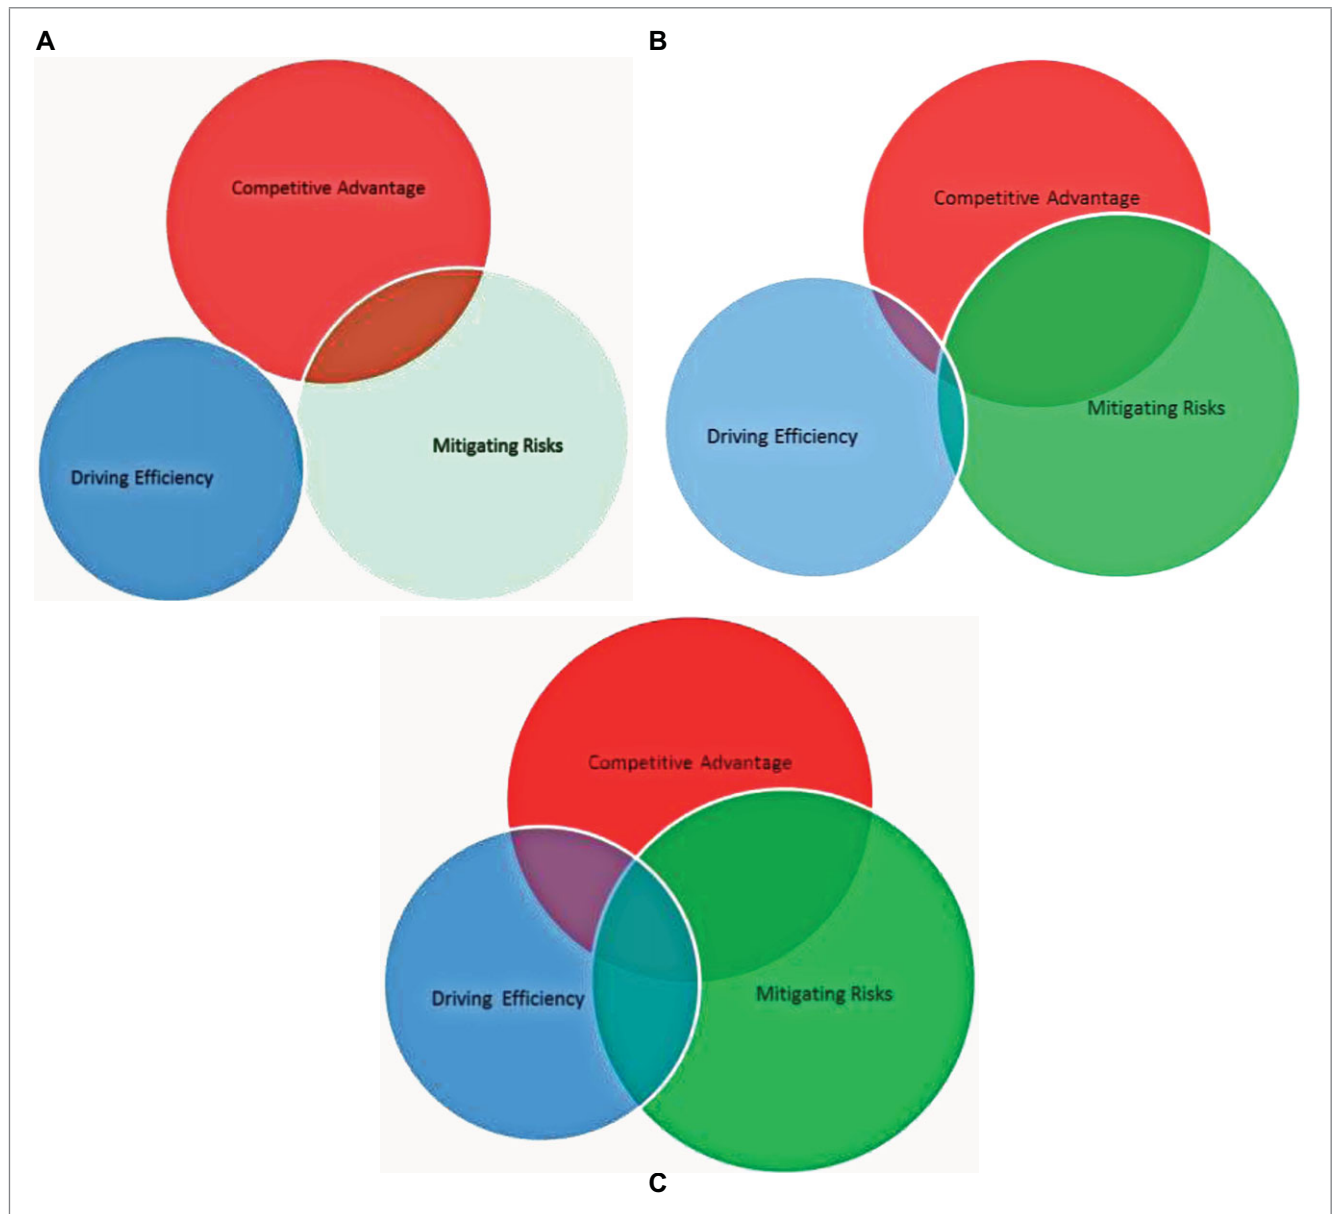 A
Competitive Advantage
Mitigating Risks
Driving Efficiency
B
Competitive Advantage
Mitigating Risks
Driving Efficiency
Competitive Advantage
Mitigating Risks
Driving Efficiency
C